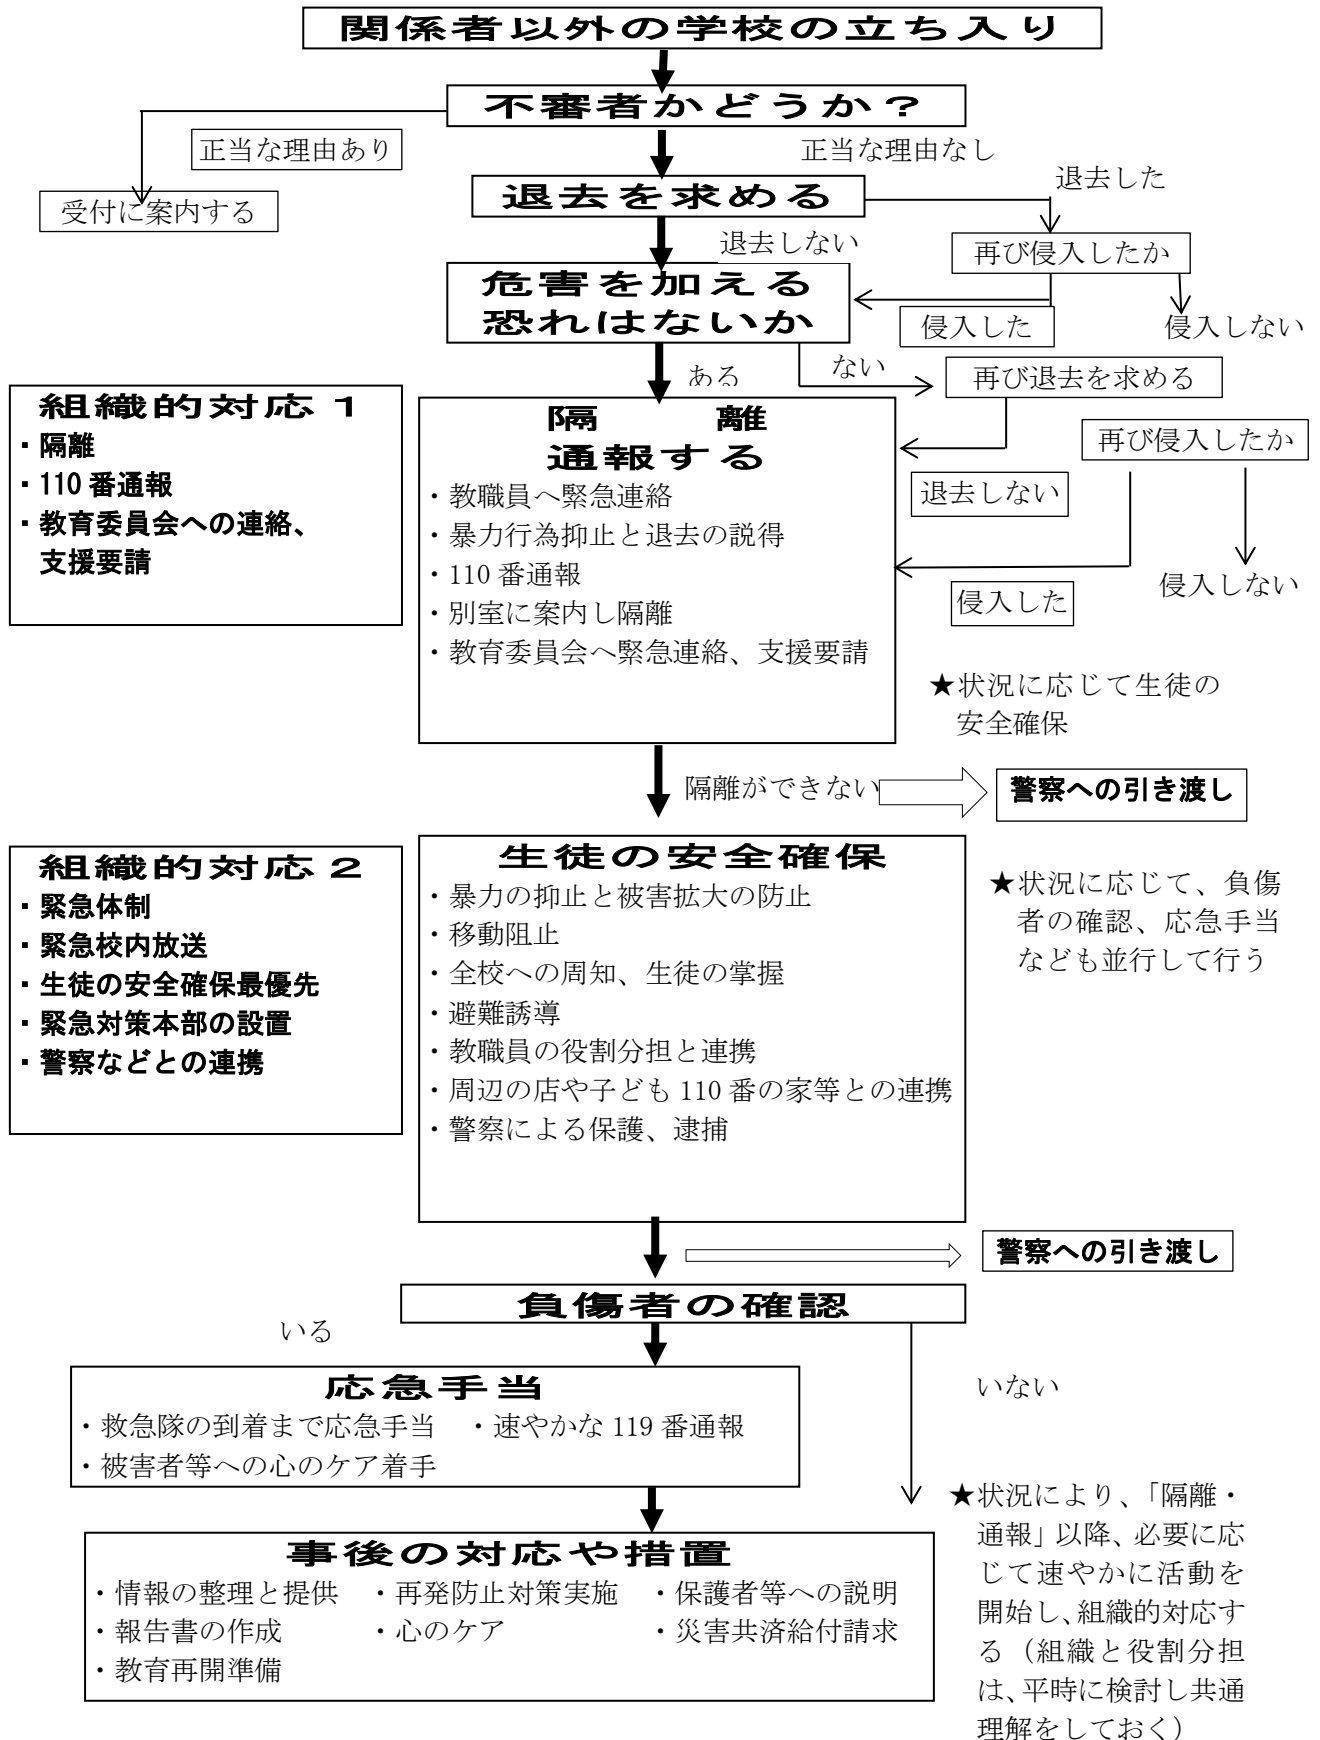 関係者以外の学校の立ち入り
不審者かどうか？
正当な理由あり
正当な理由なし
受付に案内する
退去を求める
退去した
退去しない
再び侵入したか
危害を加える
恐れはないか
侵入した
侵入しない
ある
ない
再び退去を求める
組織的対応１
・隔離
・110番通報
・教育委員会への連絡、
支援要請
隔　離
通報する
・教職員へ緊急連絡
・暴力行為抑止と退去の説得
・110番通報
・別室に案内し隔離
・教育委員会へ緊急連絡、支援要請
再び侵入したか
退去しない
侵入した
侵入しない
★状況に応じて生徒の
安全確保
隔離ができない
警察への引き渡し
組織的対応２
・緊急体制
・緊急校内放送
・生徒の安全確保最優先
・緊急対策本部の設置
・警察などとの連携
生徒の安全確保
・暴力の抑止と被害拡大の防止
・移動阻止
・全校への周知、生徒の掌握
・避難誘導
・教職員の役割分担と連携
・周辺の店や子ども110番の家等との連携
・警察による保護、逮捕
★状況に応じて、負傷
者の確認、応急手当
なども並行して行う
警察への引き渡し
負傷者の確認
いる
いない
応急手当
・救急隊の到着まで応急手当　・速やかな119番通報
・被害者等への心のケア着手
事後の対応や措置
・情報の整理と提供　・再発防止対策実施　・保護者等への説明
・報告書の作成　・心のケア　・災害共済給付請求
・教育再開準備
★状況により、「隔離・
通報」以降、必要に応
じて速やかに活動を
開始し、組織的対応す
る（組織と役割分担
は、平時に検討し共通
理解をしておく）